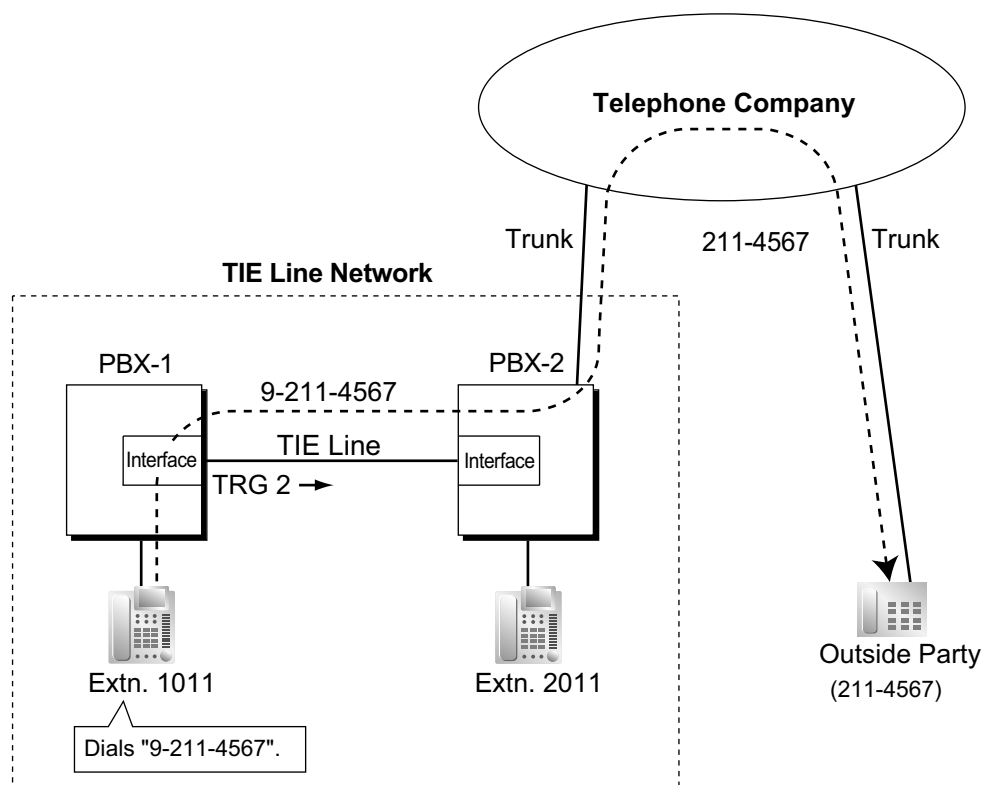 Telephone Company
Trunk
211-4567
Trunk
TIE Line Network
PBX-1
PBX-2
9-211-4567
Interface
TIE Line
Interface
TRG 2 →
Extn. 1011
Extn. 2011
Outside Party
(211-4567)
Dials "9-211-4567".